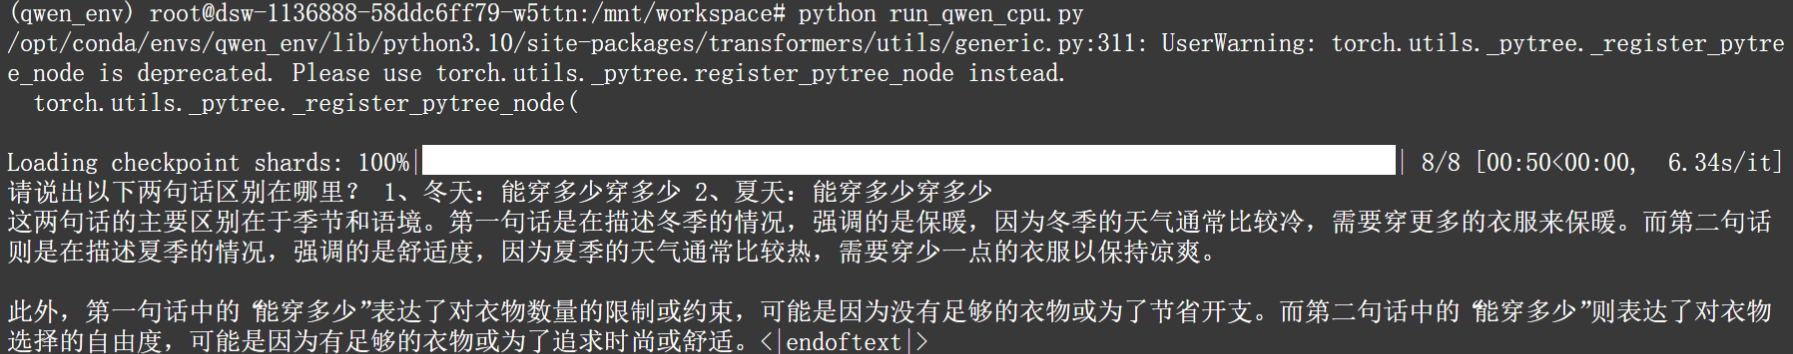 (qwen_env) root@dsw-1136888-58ddc6ff79-w5ttn:/mnt/workspace# python run_qwen_cpu.py
/opt/conda/envs/qwen_env/lib/python3.10/site-packages/transformers/utils/generic.py:311: UserWarning: torch.utils._pytree._register_pytre
e_node is deprecated. Please use torch.utils._pytree.register_pytree_node instead.
  torch.utils._pytree._register_pytree_node(
Loading checkpoint shards: 100%| | 8/8 [00:50<00:00,  6.34s/it]
请说出以下两句话区别在哪里？ 1、冬天：能穿多少穿多少 2、夏天：能穿多少穿多少
这两句话的主要区别在于季节和语境。第一句话是在描述冬季的情况，强调的是保暖，因为冬季的天气通常比较冷，需要穿更多的衣服来保暖。而第二句话
则是在描述夏季的情况，强调的是舒适度，因为夏季的天气通常比较热，需要穿少一点的衣服以保持凉爽。
此外，第一句话中的“能穿多少”表达了对衣物数量的限制或约束，可能是因为没有足够的衣物或为了节省开支。而第二句话中的“能穿多少”则表达了对衣物
选择的自由度，可能是因为有足够的衣物或为了追求时尚或舒适。<|endoftext|>